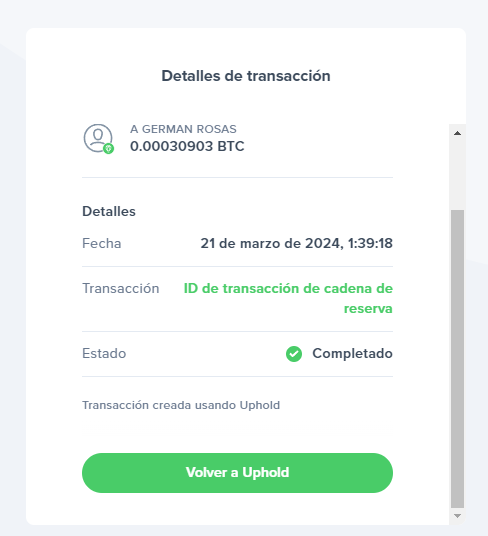 Detalles de transacción
A GERMAN ROSAS
0.00030903 BTC
Detalles
Fecha 21 de marzo de 2024, 1:39:18
Transacción ID de transacción de cadena de
reserva
Estado Completado
Transacción creada usando Uphold
Volver a Uphold